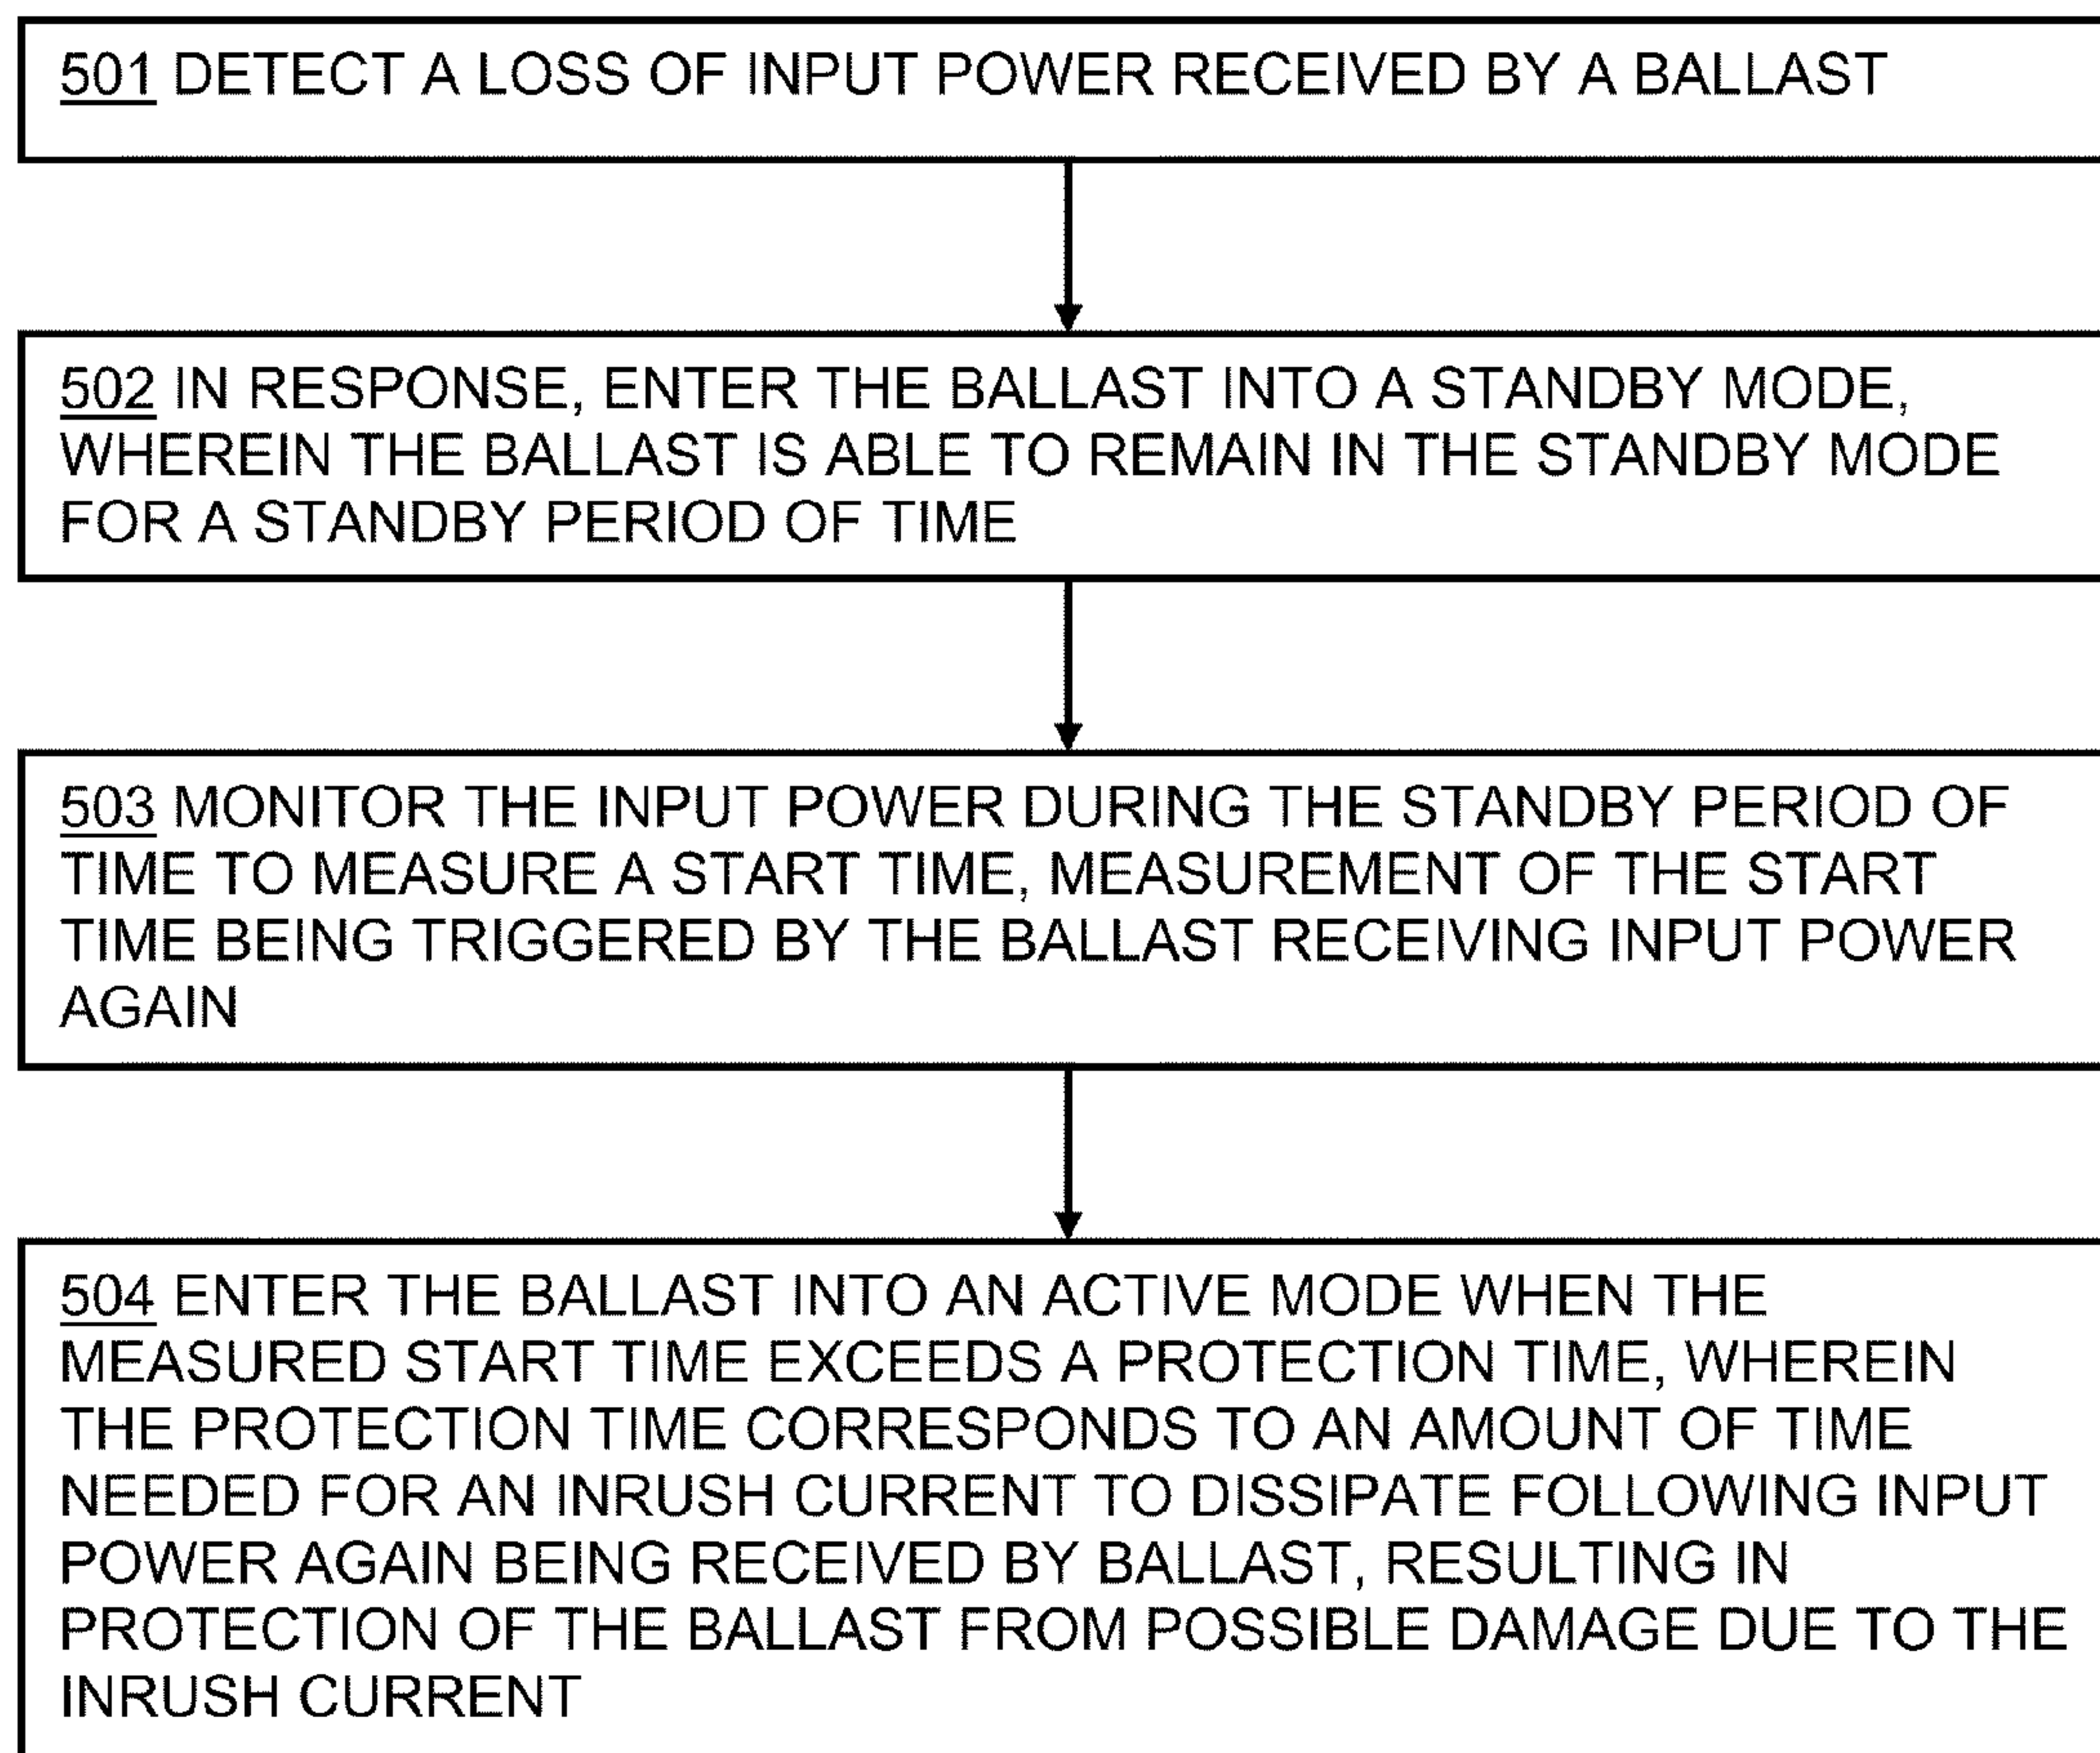 501 DETECT A LOSS OF INPUT POWER RECEIVED BY A BALLAST
502 IN RESPONSE, ENTER THE BALLAST INTO A STANDBY MODE,
WHEREIN THE BALLAST IS ABLE TO REMAIN IN THE STANDBY MODE
FOR A STANDBY PERIOD OF TIME
503 MONITOR THE INPUT POWER DURING THE STANDBY PERIOD OF
TIME TO MEASURE A START TIME, MEASUREMENT OF THE START
TIME BEING TRIGGERED BY THE BALLAST RECEIVING INPUT POWER
AGAIN
504 ENTER THE BALLAST INTO AN ACTIVE MODE WHEN THE
MEASURED START TIME EXCEEDS A PROTECTION TIME, WHEREIN
THE PROTECTION TIME CORRESPONDS TO AN AMOUNT OF TIME
NEEDED FOR AN INRUSH CURRENT TO DISSIPATE FOLLOWING INPUT
POWER AGAIN BEING RECEIVED BY BALLAST, RESULTING IN
PROTECTION OF THE BALLAST FROM POSSIBLE DAMAGE DUE TO THE
INRUSH CURRENT